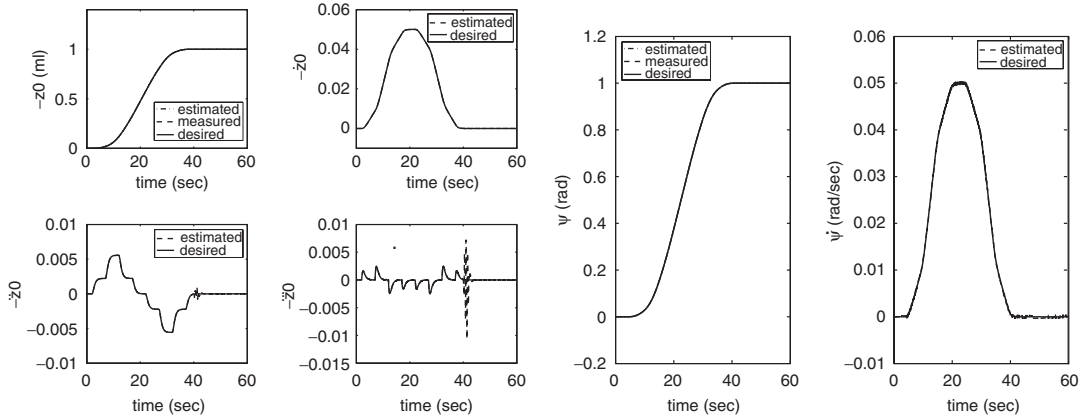 −z0 (ml)
1
0.5
0
estimated
measured
desired
0 20 40 60
time (sec)
−ż0
0.06
0.04
0.02
0
estimated
desired
0 20 40 60
time (sec)
−z̈0
0.01
0.005
0
−0.005
−0.01
estimated
desired
0 20 40 60
time (sec)
−z⃛0
0.01
0.005
0
−0.005
−0.01
−0.015
0 20 40 60
time (sec)
ψ (rad)
1.2
1
0.8
0.6
0.4
0.2
0
−0.2
estimated
measured
desired
0 20 40 60
time (sec)
ψ̇ (rad/sec)
0.06
0.05
0.04
0.03
0.02
0.01
0
−0.01
estimated
desired
0 20 40 60
time (sec)